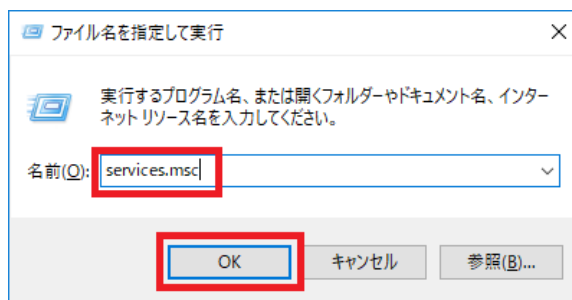 ファイル名を指定して実行
実行するプログラム名、または開くフォルダーやドキュメント名、インター
ネット リソース名を入力してください。
名前(O): services.msc
OK キャンセル 参照(B)...